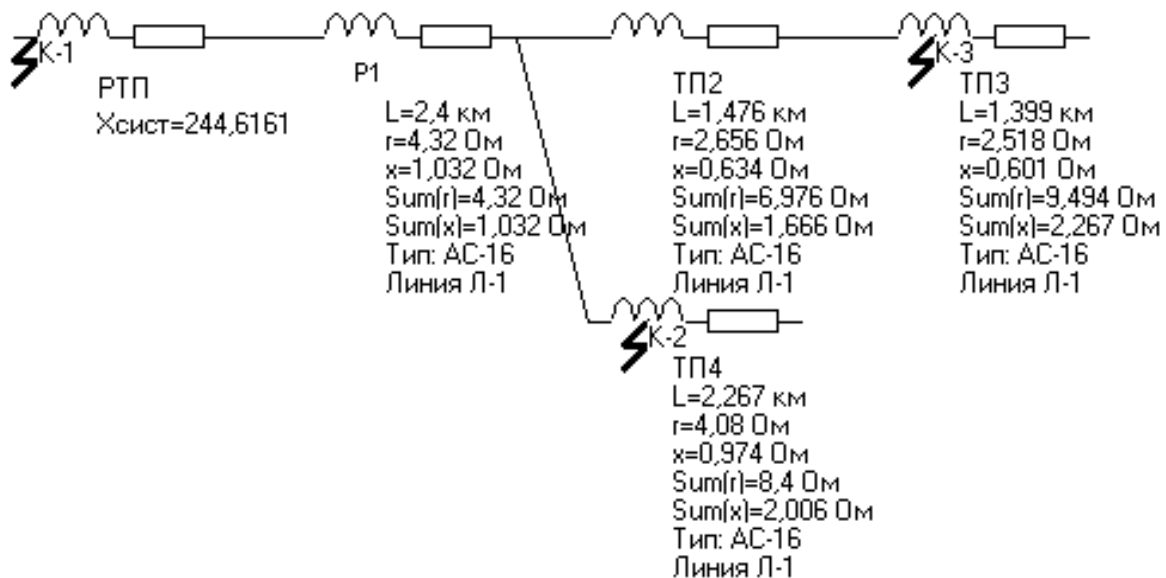 К-1
РТП
Хсист=244,6161
Р1
L=2,4 км
r=4,32 Ом
x=1,032 Ом
Sum(r)=4,32 Ом
Sum(x)=1,032 Ом
Тип: АС-16
Линия Л-1
ТП2
L=1,476 км
r=2,656 Ом
x=0,634 Ом
Sum(r)=6,976 Ом
Sum(x)=1,666 Ом
Тип: АС-16
Линия Л-1
К-3
ТП3
L=1,399 км
r=2,518 Ом
x=0,601 Ом
Sum(r)=9,494 Ом
Sum(x)=2,267 Ом
Тип: АС-16
Линия Л-1
К-2
ТП4
L=2,267 км
r=4,08 Ом
x=0,974 Ом
Sum(r)=8,4 Ом
Sum(x)=2,006 Ом
Тип: АС-16
Линия Л-1